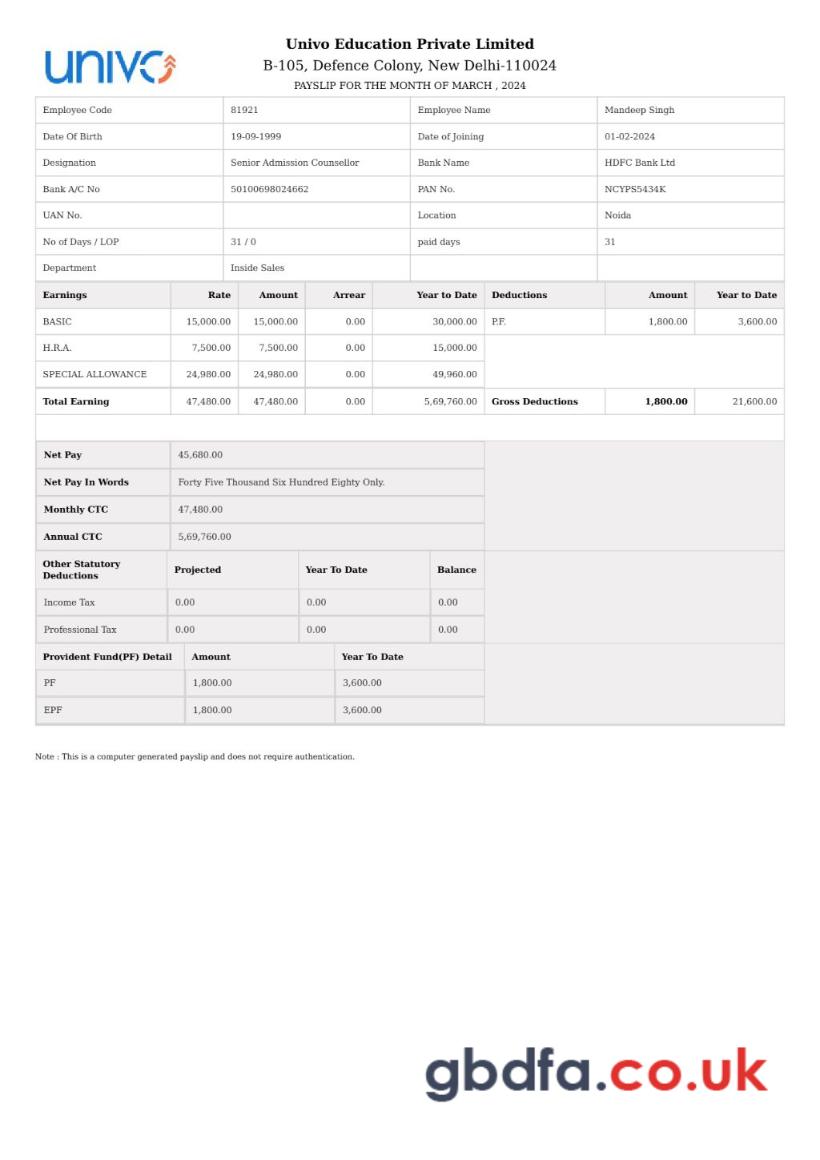 univo
Univo Education Private Limited
B-105, Defence Colony, New Delhi-110024
PAYSLIP FOR THE MONTH OF MARCH , 2024
Employee Code 81921 Employee Name Mandeep Singh
Date Of Birth 19-09-1999 Date of Joining 01-02-2024
Designation Senior Admission Counsellor Bank Name HDFC Bank Ltd
Bank A/C No 50100698024662 PAN No. NCYPS5434K
UAN No. Location Noida
No of Days / LOP 31 / 0 paid days 31
Department Inside Sales
Earnings Rate Amount Arrear Year to Date Deductions Amount Year to Date
BASIC 15,000.00 15,000.00 0.00 30,000.00 P.F. 1,800.00 3,600.00
H.R.A. 7,500.00 7,500.00 0.00 15,000.00
SPECIAL ALLOWANCE 24,980.00 24,980.00 0.00 49,960.00
Total Earning 47,480.00 47,480.00 0.00 5,69,760.00 Gross Deductions 1,800.00 21,600.00
Net Pay 45,680.00
Net Pay In Words Forty Five Thousand Six Hundred Eighty Only.
Monthly CTC 47,480.00
Annual CTC 5,69,760.00
Other Statutory
Deductions Projected Year To Date Balance
Income Tax 0.00 0.00 0.00
Professional Tax 0.00 0.00 0.00
Provident Fund(PF) Detail Amount Year To Date
PF 1,800.00 3,600.00
EPF 1,800.00 3,600.00
Note : This is a computer generated payslip and does not require authentication.
gbdfa.co.uk